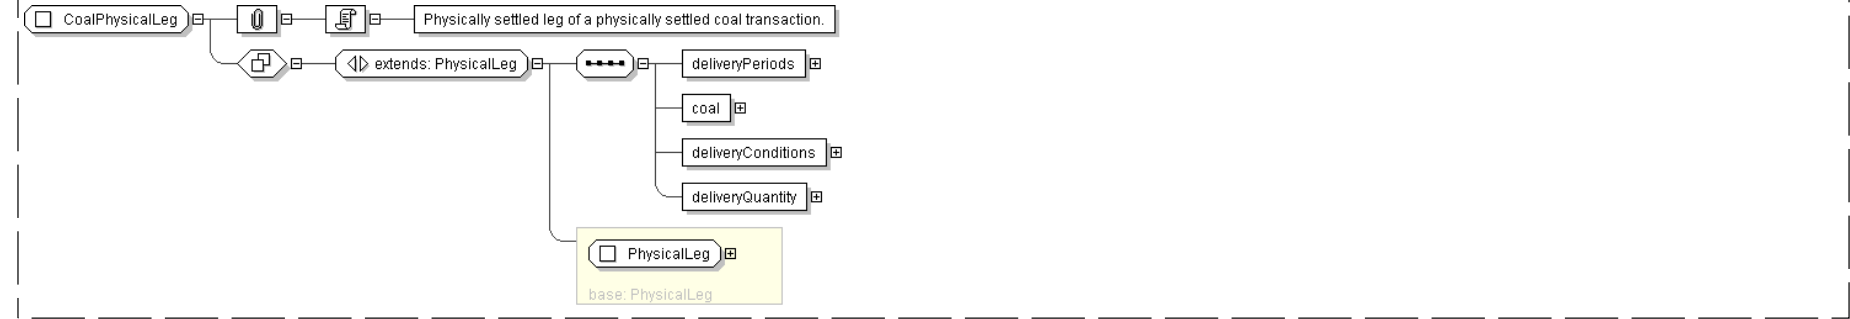 CoalPhysicalLeg
Physically settled leg of a physically settled coal transaction.
extends: PhysicalLeg
deliveryPeriods
coal
deliveryConditions
deliveryQuantity
PhysicalLeg
base: PhysicalLeg